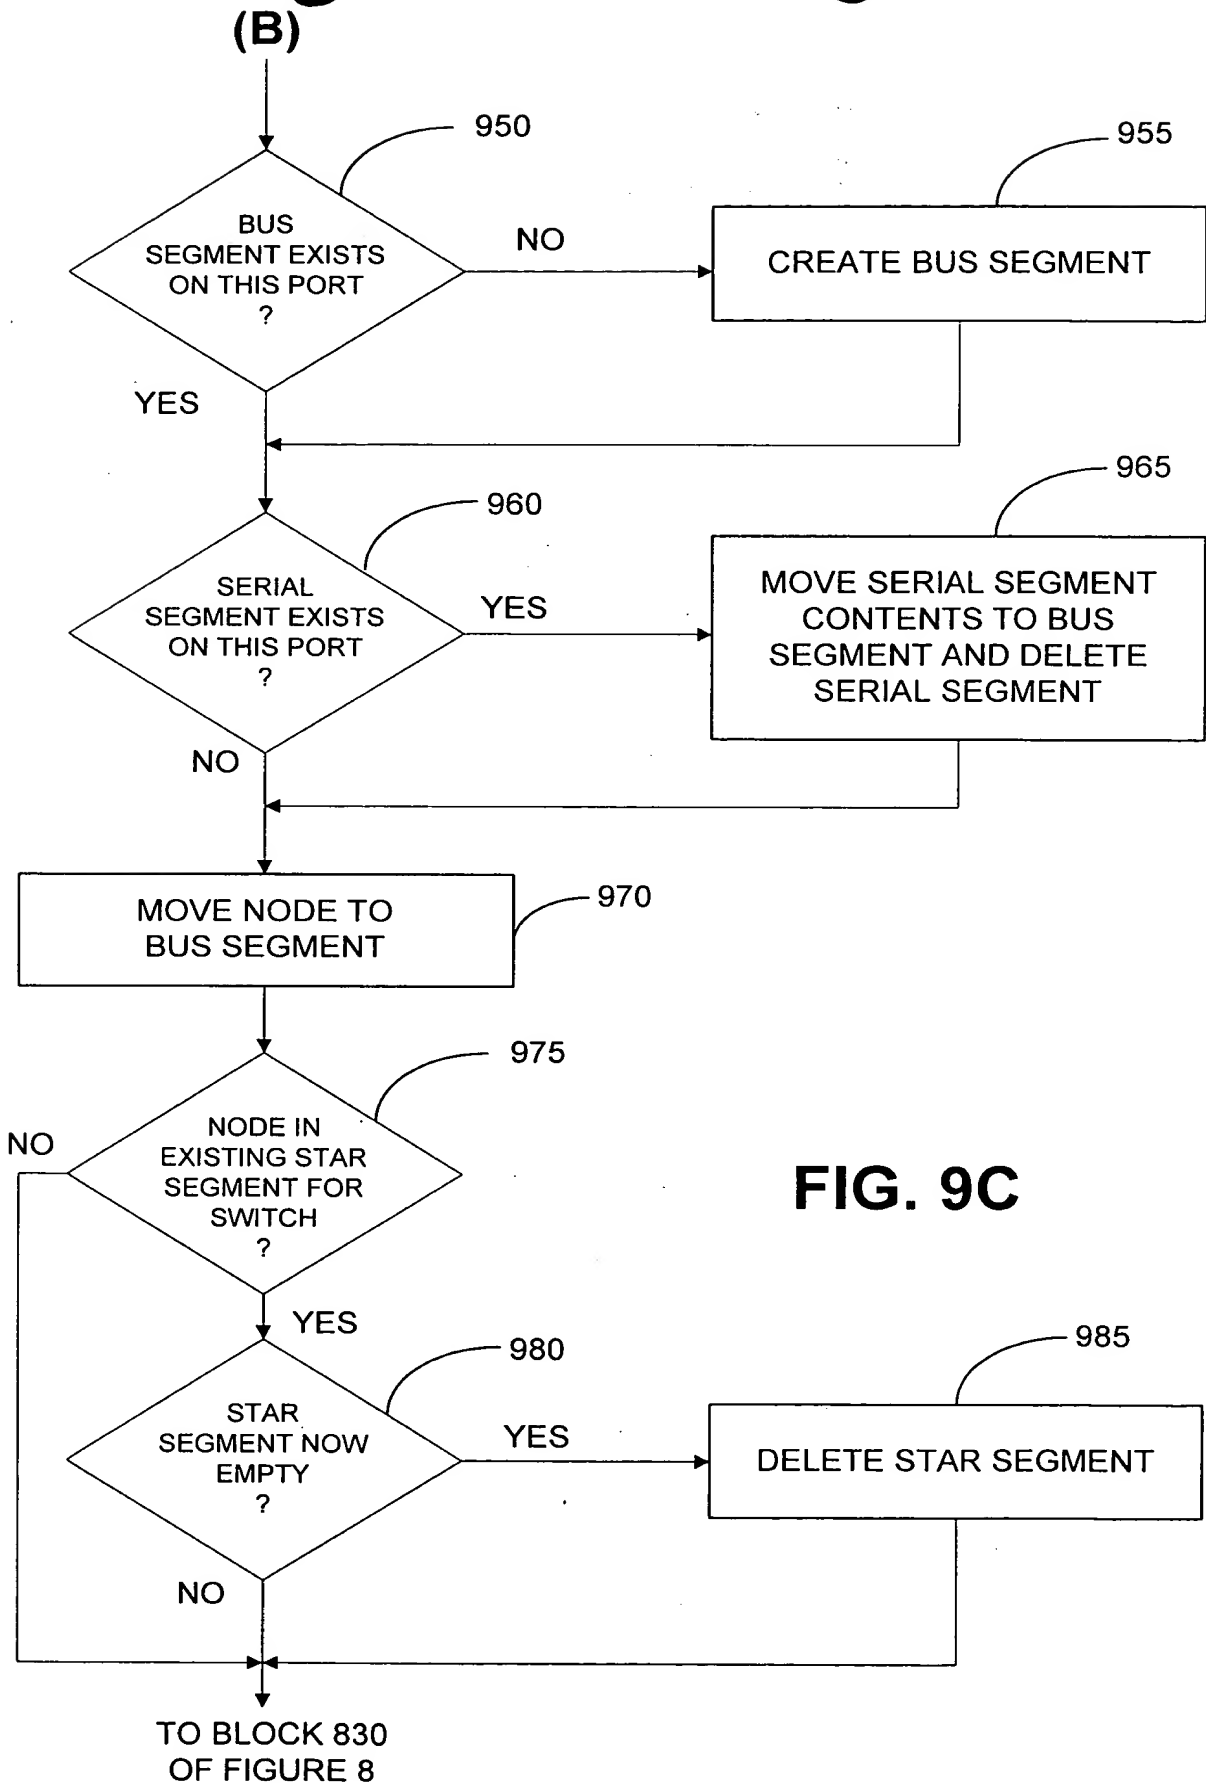 (B)
950
955
BUS
SEGMENT EXISTS
ON THIS PORT
?
NO
CREATE BUS SEGMENT
YES
960
965
SERIAL
SEGMENT EXISTS
ON THIS PORT
?
YES
MOVE SERIAL SEGMENT
CONTENTS TO BUS
SEGMENT AND DELETE
SERIAL SEGMENT
NO
MOVE NODE TO
BUS SEGMENT
970
975
NODE IN
EXISTING STAR
SEGMENT FOR
SWITCH
?
NO
FIG. 9C
YES
980
985
STAR
SEGMENT NOW
EMPTY
?
YES
DELETE STAR SEGMENT
NO
TO BLOCK 830
OF FIGURE 8